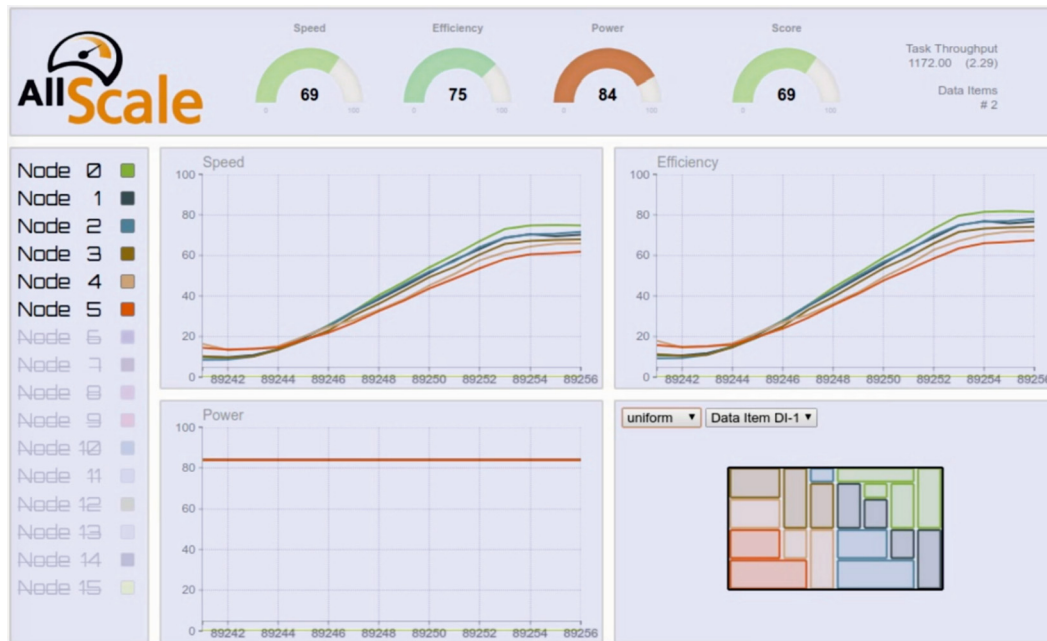 AllScale
Speed
69
0 100
Efficiency
75
0 100
Power
84
0 100
Score
69
0 100
Task Throughput
1172.00 (2.29)
Data Items
# 2
Node 0
Node 1
Node 2
Node 3
Node 4
Node 5
Node 6
Node 7
Node 8
Node 9
Node 10
Node 11
Node 12
Node 13
Node 14
Node 15
Speed
100
80
60
40
20
0
89242 89244 89246 89248 89250 89252 89254 89256
Efficiency
100
80
60
40
20
0
89242 89244 89246 89248 89250 89252 89254 89256
Power
100
80
60
40
20
0
89242 89244 89246 89248 89250 89252 89254 89256
uniform Data Item DI-1